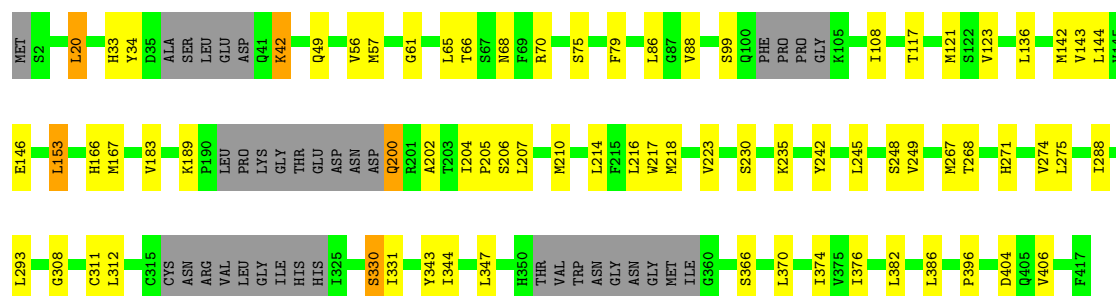 MET S2 L20 H33 Y34 D35 ALA SER LEU GLU ASP Q41 K42 Q49 V56 M57 G61 L65 T66 S67 N68 F69 R70 S75 F79 L86 G87 V88 S99 Q100 PHE PRO PRO GLY K105 I108 T117 M121 S122 V123 L136 M142 V143 L144
E146 L153 H166 M167 V183 K189 P190 LEU PRO LYS GLY THR GLU ASP ASN ASP Q200 R201 A202 T203 I204 P205 S206 L207 M210 L214 F215 L216 W217 M218 V223 S230 K235 Y242 L245 S248 V249 M267 T268 H271 V274 L275 I288
L293 G308 C311 L312 C315 CYS ASN ARG VAL LEU GLY ILE HIS HIS I325 S330 I331 Y343 I344 L347 H350 THR VAL TRP ASN GLY ASN GLY MET ILE G360 S366 L370 I374 V375 I376 L382 L386 P396 D404 Q405 V406 F417